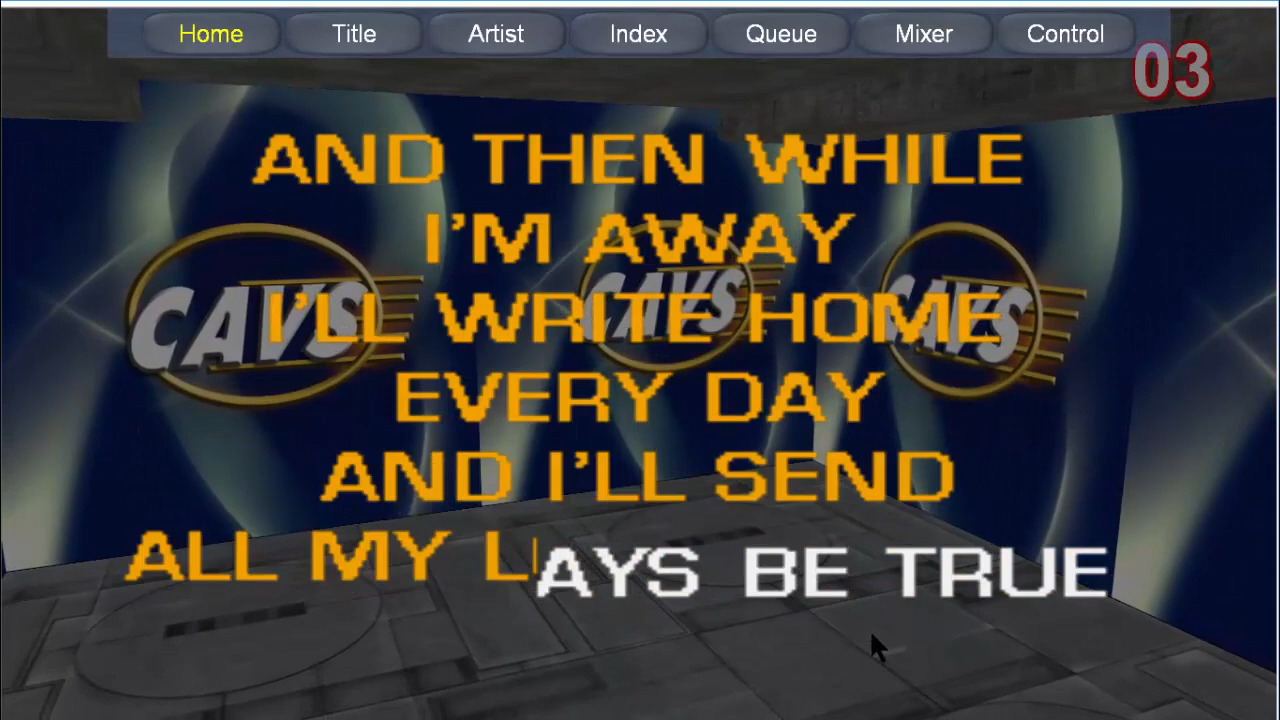 Home Title Artist Index Queue Mixer Control
03
AND THEN WHILE
I'M AWAY
CAVS CAVS CAVS
I'LL WRITE HOME
EVERY DAY
AND I'LL SEND
ALL MY
AYS BE TRUE